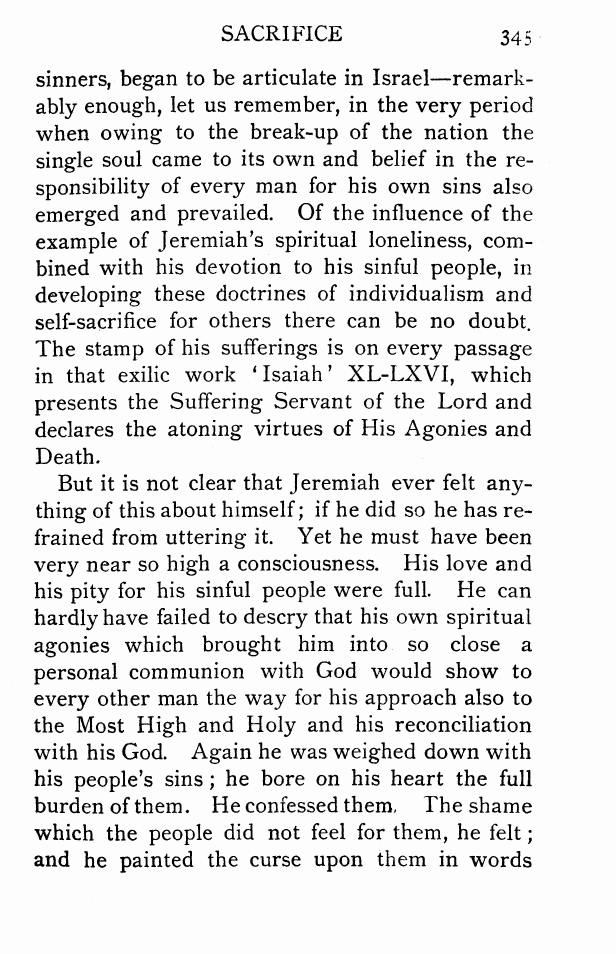 SACRIFICE 345
sinners, began to be articulate in Israel—remark-
ably enough, let us remember, in the very period
when owing to the break-up of the nation the
single soul came to its own and belief in the re-
sponsibility of every man for his own sins also
emerged and prevailed. Of the influence of the
example of Jeremiah's spiritual loneliness, com-
bined with his devotion to his sinful people, in
developing these doctrines of individualism and
self-sacrifice for others there can be no doubt.
The stamp of his sufferings is on every passage
in that exilic work ‘Isaiah’ XL-LXVI, which
presents the Suffering Servant of the Lord and
declares the atoning virtues of His Agonies and
Death.
But it is not clear that Jeremiah ever felt any-
thing of this about himself; if he did so he has re-
frained from uttering it. Yet he must have been
very near so high a consciousness. His love and
his pity for his sinful people were full. He can
hardly have failed to descry that his own spiritual
agonies which brought him into so close a
personal communion with God would show to
every other man the way for his approach also to
the Most High and Holy and his reconciliation
with his God. Again he was weighed down with
his people's sins; he bore on his heart the full
burden of them. He confessed them. The shame
which the people did not feel for them, he felt;
and he painted the curse upon them in words